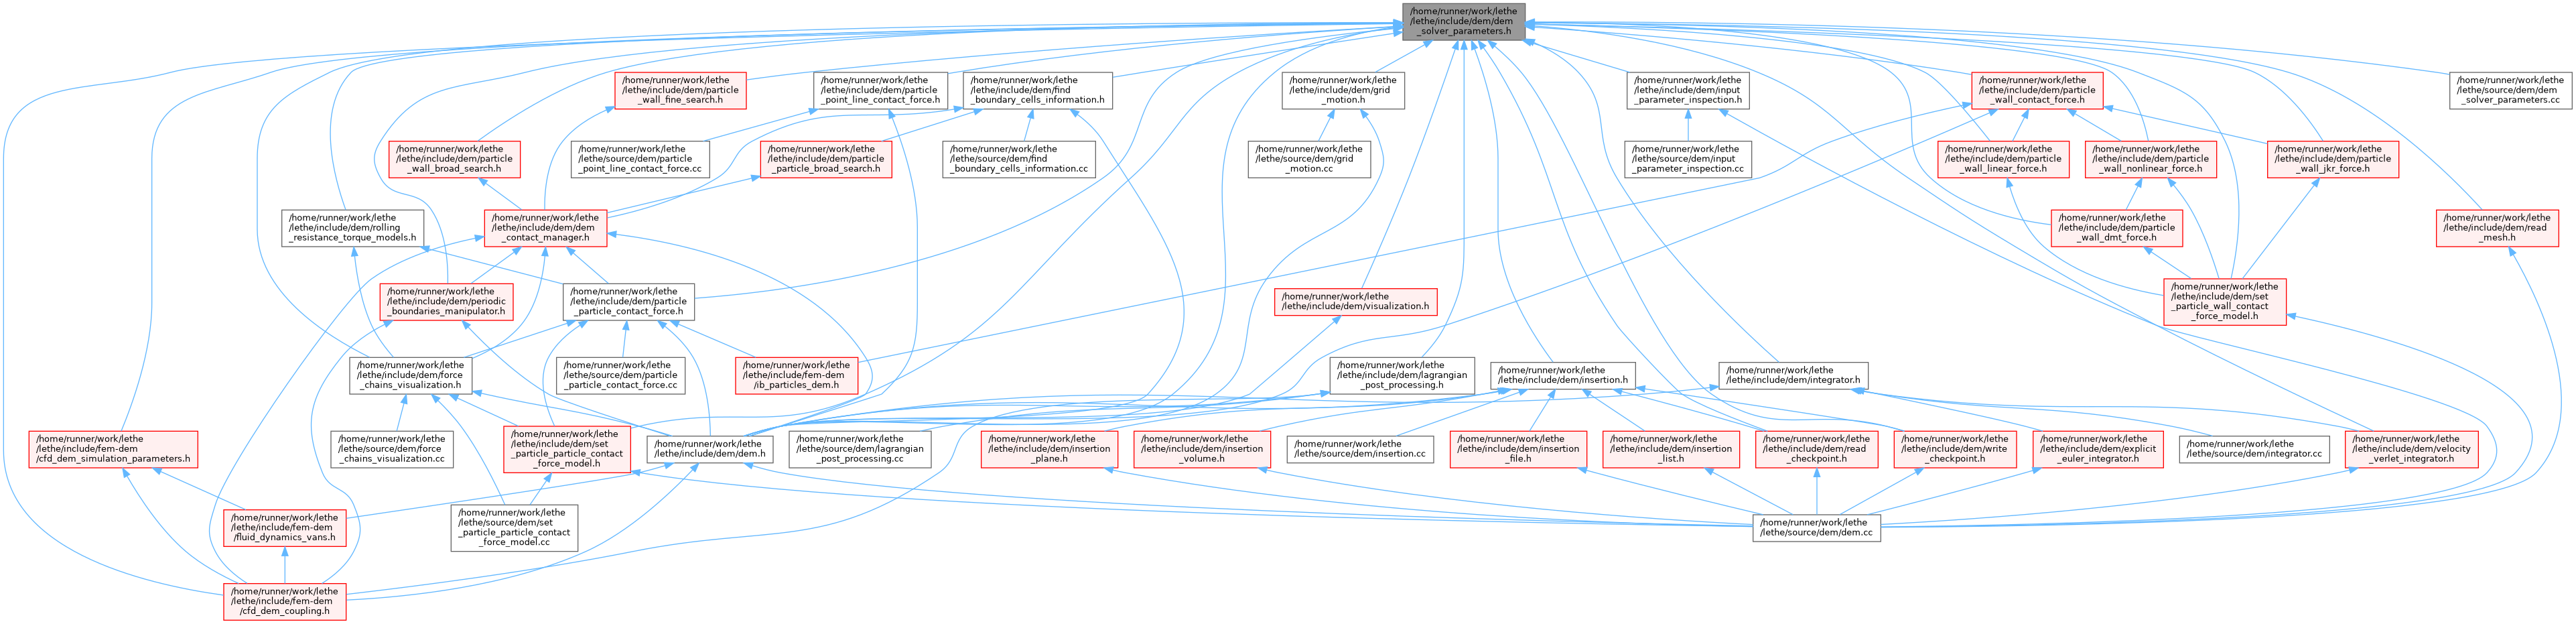 /home/runner/work/lethe
/lethe/include/dem/dem
_solver_parameters.h
/home/runner/work/lethe
/lethe/include/dem/particle
_wall_fine_search.h
/home/runner/work/lethe
/lethe/include/dem/particle
_point_line_contact_force.h
/home/runner/work/lethe
/lethe/include/dem/find
_boundary_cells_information.h
/home/runner/work/lethe
/lethe/include/dem/grid
_motion.h
/home/runner/work/lethe
/lethe/include/dem/input
_parameter_inspection.h
/home/runner/work/lethe
/lethe/include/dem/particle
_wall_contact_force.h
/home/runner/work/lethe
/lethe/source/dem/dem
_solver_parameters.cc
/home/runner/work/lethe
/lethe/include/dem/particle
_wall_broad_search.h
/home/runner/work/lethe
/lethe/source/dem/particle
_point_line_contact_force.cc
/home/runner/work/lethe
/lethe/include/dem/particle
_particle_broad_search.h
/home/runner/work/lethe
/lethe/source/dem/find
_boundary_cells_information.cc
/home/runner/work/lethe
/lethe/source/dem/grid
_motion.cc
/home/runner/work/lethe
/lethe/source/dem/input
_parameter_inspection.cc
/home/runner/work/lethe
/lethe/include/dem/particle
_wall_linear_force.h
/home/runner/work/lethe
/lethe/include/dem/particle
_wall_nonlinear_force.h
/home/runner/work/lethe
/lethe/include/dem/particle
_wall_jkr_force.h
/home/runner/work/lethe
/lethe/include/dem/rolling
_resistance_torque_models.h
/home/runner/work/lethe
/lethe/include/dem/dem
_contact_manager.h
/home/runner/work/lethe
/lethe/include/dem/particle
_wall_dmt_force.h
/home/runner/work/lethe
/lethe/include/dem/read
_mesh.h
/home/runner/work/lethe
/lethe/include/dem/periodic
_boundaries_manipulator.h
/home/runner/work/lethe
/lethe/include/dem/particle
_particle_contact_force.h
/home/runner/work/lethe
/lethe/include/dem/visualization.h
/home/runner/work/lethe
/lethe/include/dem/set
_particle_wall_contact
_force_model.h
/home/runner/work/lethe
/lethe/include/dem/force
_chains_visualization.h
/home/runner/work/lethe
/lethe/source/dem/particle
_particle_contact_force.cc
/home/runner/work/lethe
/lethe/include/fem-dem
/ib_particles_dem.h
/home/runner/work/lethe
/lethe/include/dem/lagrangian
_post_processing.h
/home/runner/work/lethe
/lethe/include/dem/insertion.h
/home/runner/work/lethe
/lethe/include/dem/integrator.h
/home/runner/work/lethe
/lethe/include/fem-dem
/cfd_dem_simulation_parameters.h
/home/runner/work/lethe
/lethe/source/dem/force
_chains_visualization.cc
/home/runner/work/lethe
/lethe/include/dem/set
_particle_particle_contact
_force_model.h
/home/runner/work/lethe
/lethe/include/dem/dem.h
/home/runner/work/lethe
/lethe/source/dem/lagrangian
_post_processing.cc
/home/runner/work/lethe
/lethe/include/dem/insertion
_plane.h
/home/runner/work/lethe
/lethe/include/dem/insertion
_volume.h
/home/runner/work/lethe
/lethe/source/dem/insertion.cc
/home/runner/work/lethe
/lethe/include/dem/insertion
_file.h
/home/runner/work/lethe
/lethe/include/dem/insertion
_list.h
/home/runner/work/lethe
/lethe/include/dem/read
_checkpoint.h
/home/runner/work/lethe
/lethe/include/dem/write
_checkpoint.h
/home/runner/work/lethe
/lethe/include/dem/explicit
_euler_integrator.h
/home/runner/work/lethe
/lethe/source/dem/integrator.cc
/home/runner/work/lethe
/lethe/include/dem/velocity
_verlet_integrator.h
/home/runner/work/lethe
/lethe/include/fem-dem
/fluid_dynamics_vans.h
/home/runner/work/lethe
/lethe/source/dem/set
_particle_particle_contact
_force_model.cc
/home/runner/work/lethe
/lethe/source/dem/dem.cc
/home/runner/work/lethe
/lethe/include/fem-dem
/cfd_dem_coupling.h